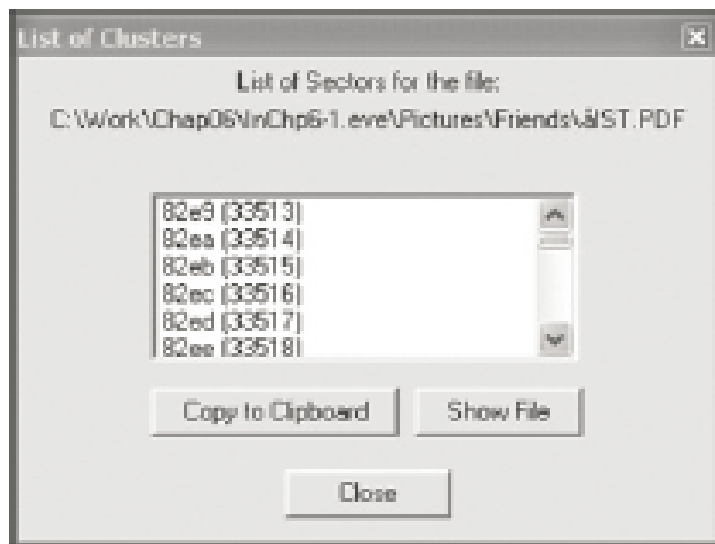 List of Clusters
List of Sectors for the file:
C:\Work\Chap06\InChp6-1.eve\Pictures\Friends\åIST.PDF
82e9 (33513)
82ea (33514)
82eb (33515)
82ec (33516)
82ed (33517)
82ee (33518)
Copy to Clipboard
Show File
Close